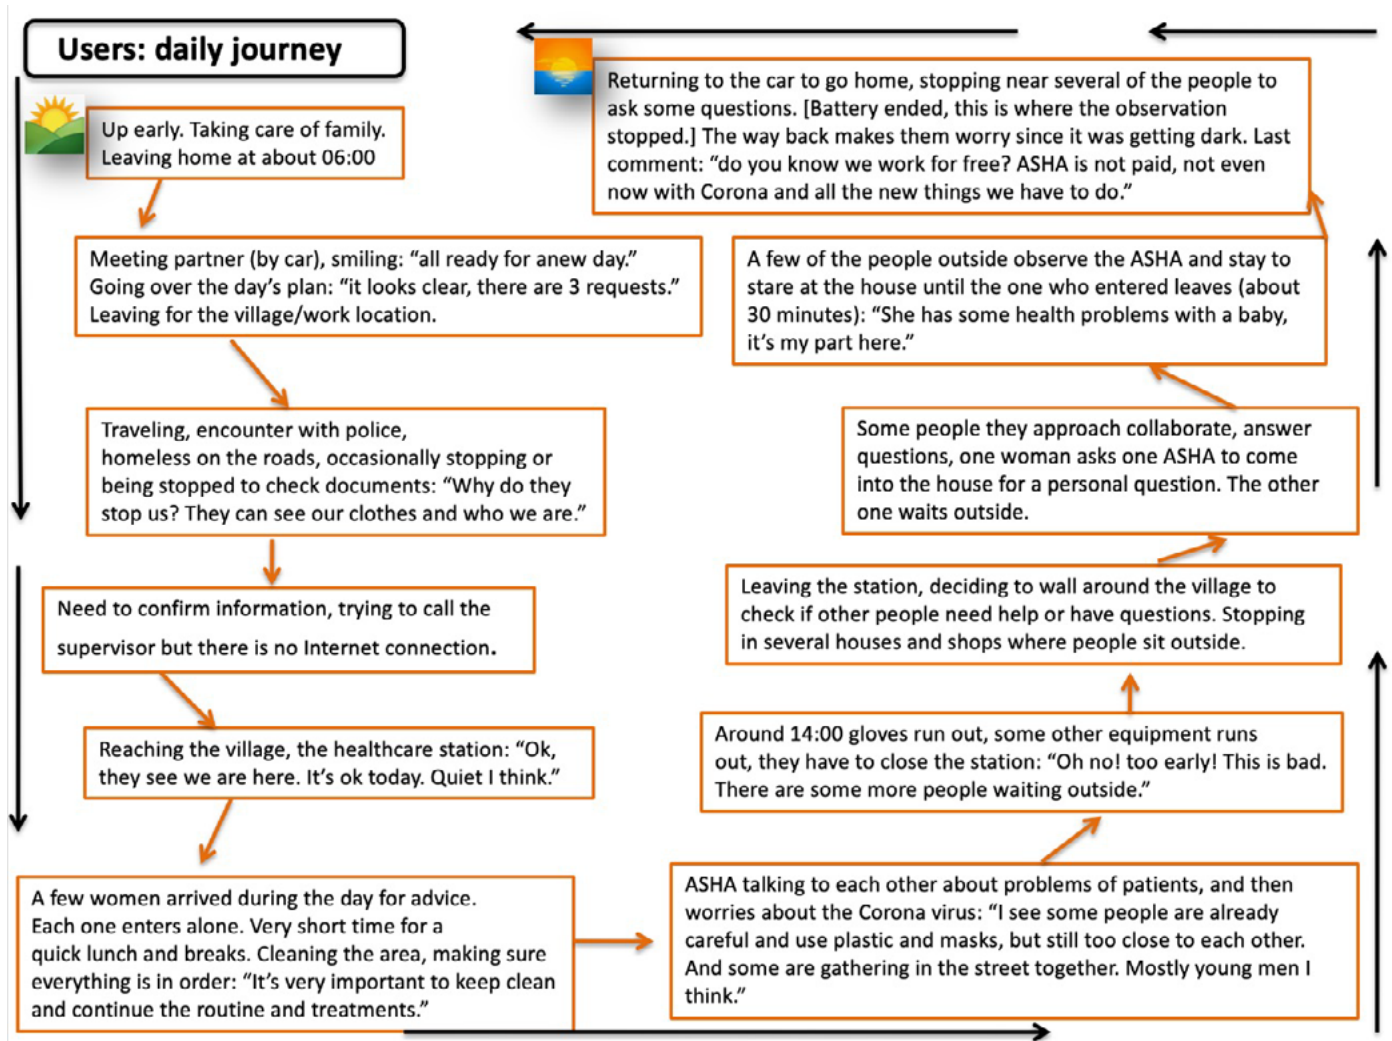 Users: daily journey
Up early. Taking care of family.
Leaving home at about 06:00
Meeting partner (by car), smiling: “all ready for anew day.”
Going over the day’s plan: “it looks clear, there are 3 requests.”
Leaving for the village/work location.
Traveling, encounter with police,
homeless on the roads, occasionally stopping or
being stopped to check documents: “Why do they
stop us? They can see our clothes and who we are.”
Need to confirm information, trying to call the
supervisor but there is no Internet connection.
Reaching the village, the healthcare station: “Ok,
they see we are here. It’s ok today. Quiet I think.”
A few women arrived during the day for advice.
Each one enters alone. Very short time for a
quick lunch and breaks. Cleaning the area, making sure
everything is in order: “It’s very important to keep clean
and continue the routine and treatments.”
ASHA talking to each other about problems of patients, and then
worries about the Corona virus: “I see some people are already
careful and use plastic and masks, but still too close to each other.
And some are gathering in the street together. Mostly young men I
think.”
Around 14:00 gloves run out, some other equipment runs
out, they have to close the station: “Oh no! too early! This is bad.
There are some more people waiting outside.”
Leaving the station, deciding to wall around the village to
check if other people need help or have questions. Stopping
in several houses and shops where people sit outside.
Some people they approach collaborate, answer
questions, one woman asks one ASHA to come
into the house for a personal question. The other
one waits outside.
A few of the people outside observe the ASHA and stay to
stare at the house until the one who entered leaves (about
30 minutes): “She has some health problems with a baby,
it’s my part here.”
Returning to the car to go home, stopping near several of the people to
ask some questions. [Battery ended, this is where the observation
stopped.] The way back makes them worry since it was getting dark. Last
comment: “do you know we work for free? ASHA is not paid, not even
now with Corona and all the new things we have to do.”